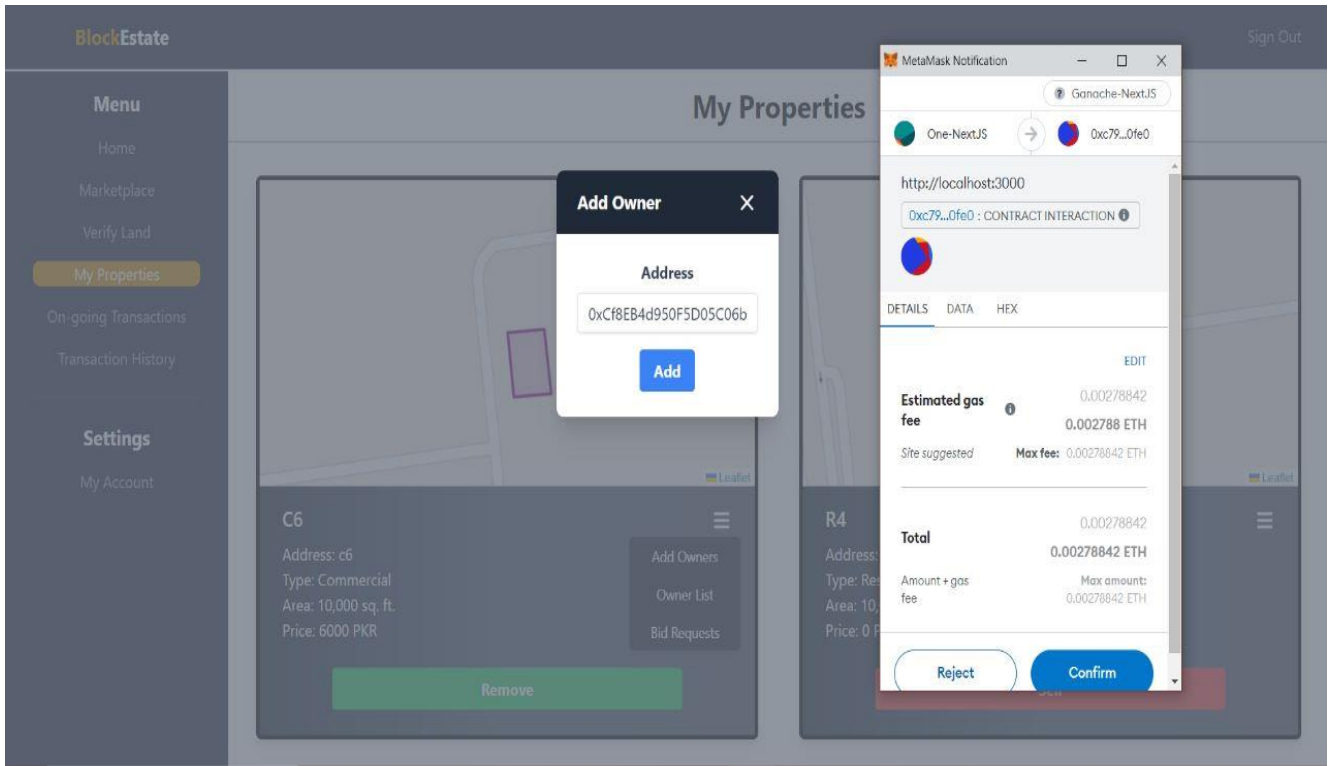 BlockEstate
Sign Out
Menu
Home
Marketplace
Verify Land
My Properties
On-going Transactions
Transaction History
Settings
My Account
My Properties
Leaflet
C6
Address: c6
Type: Commercial
Area: 10,000 sq. ft.
Price: 6000 PKR
Add Owners
Owner List
Bid Requests
Remove
Add Owner X
Address
0xCf8EB4d950F5D05C06b
Add
Leaflet
R4
Address:
Type: Res
Area: 10,
Price: 0 P
MetaMask Notification
Ganache-NextJS
One-NextJS
0xc79...0fe0
http://localhost:3000
0xc79...0fe0 : CONTRACT INTERACTION
DETAILS DATA HEX
EDIT
Estimated gas fee
0.00278842
0.002788 ETH
Site suggested
Max fee: 0.00278842 ETH
Total
0.00278842
0.00278842 ETH
Amount + gas fee
Max amount:
0.00278842 ETH
Reject
Confirm